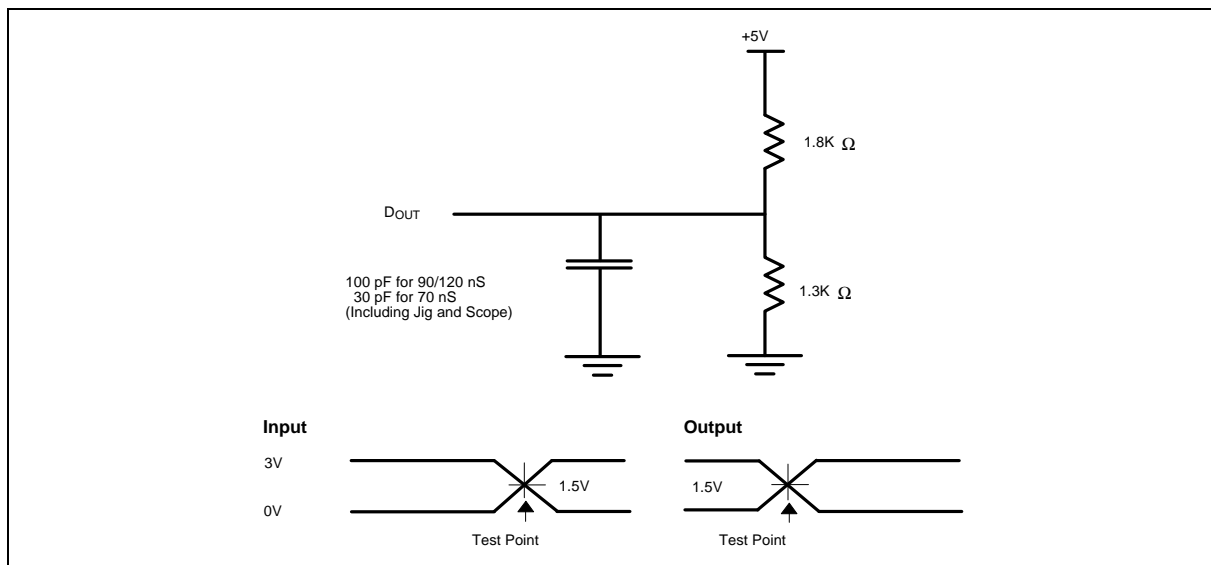 +5V
1.8K Ω
DOUT
100 pF for 90/120 nS
30 pF for 70 nS
(Including Jig and Scope)
1.3K Ω
Input
Output
3V
1.5V
1.5V
0V
Test Point
Test Point